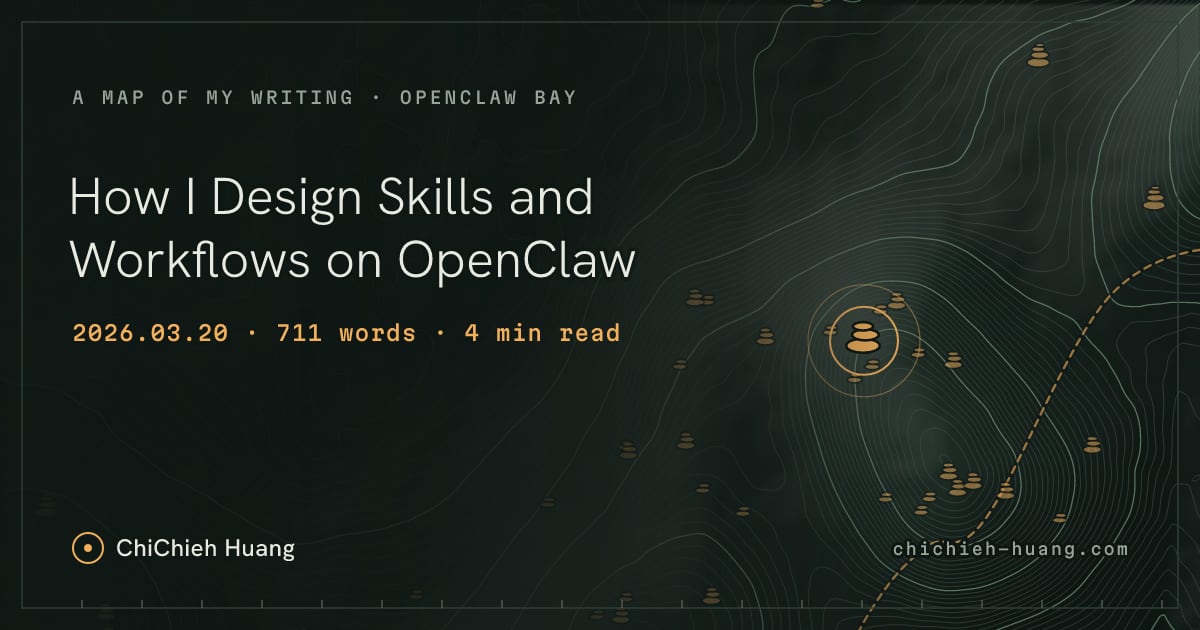 A MAP OF MY WRITING · OPENCLAW BAY
How I Design Skills and
Workflows on OpenClaw
2026.03.20 · 711 words · 4 min read
ChiChieh Huang
chichieh-huang.com